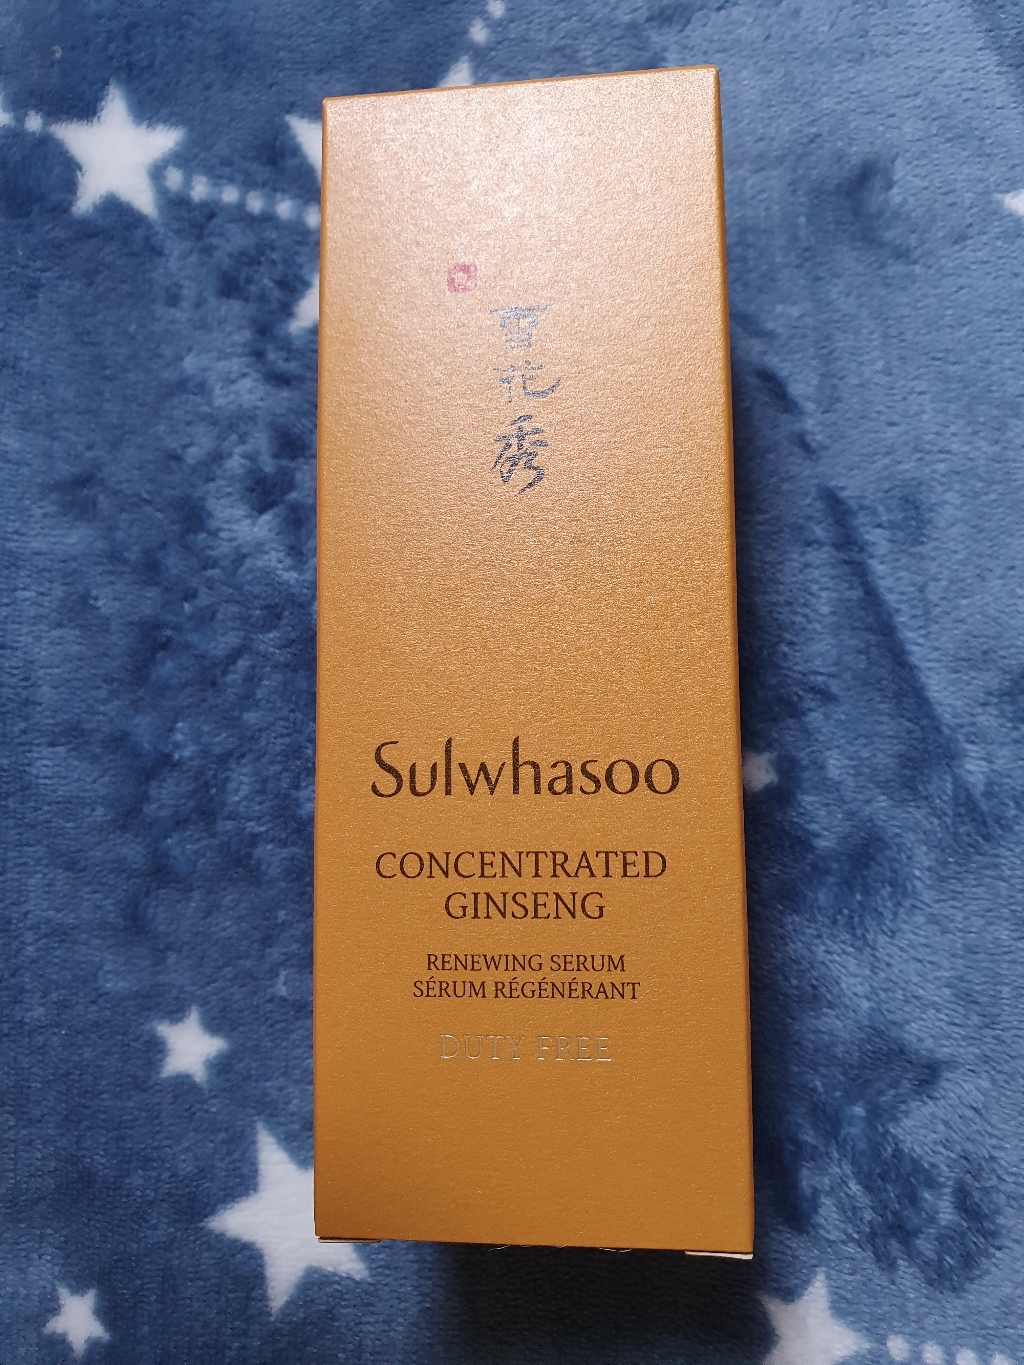 雪
花
秀
Sulwhasoo
CONCENTRATED
GINSENG
RENEWING SERUM
SÉRUM RÉGÉNÉRANT
DUTY FREE